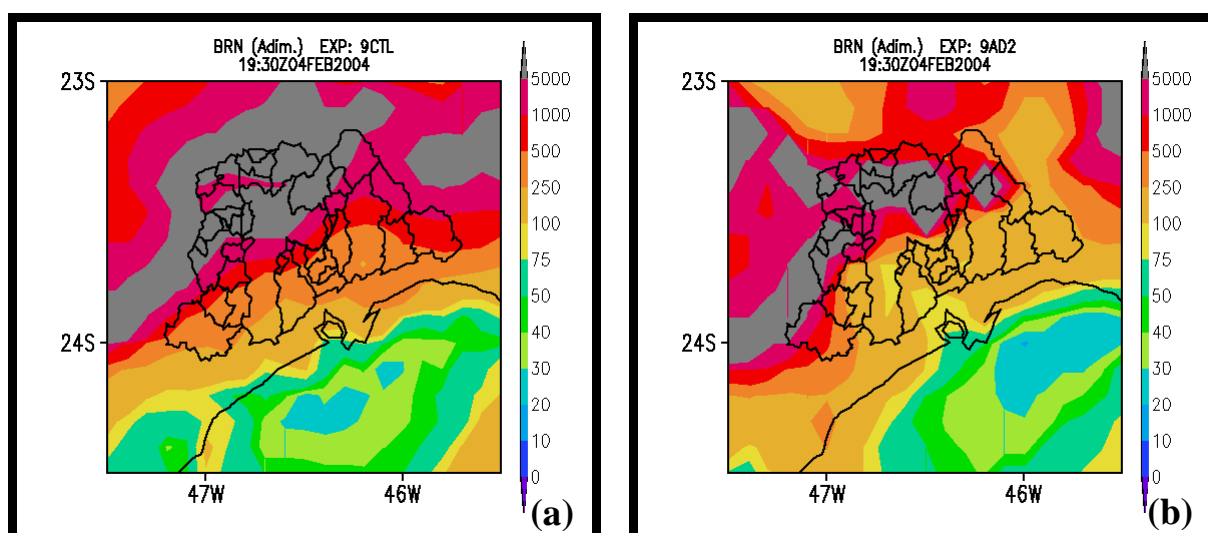 BRN (Adim.) EXP: 9CTL
19:30Z04FEB2004
23S
24S
47W
46W
5000
1000
500
250
100
75
50
40
30
20
10
0
(a)
BRN (Adim.) EXP: 9AD2
19:30Z04FEB2004
23S
24S
47W
46W
5000
1000
500
250
100
75
50
40
30
20
10
0
(b)